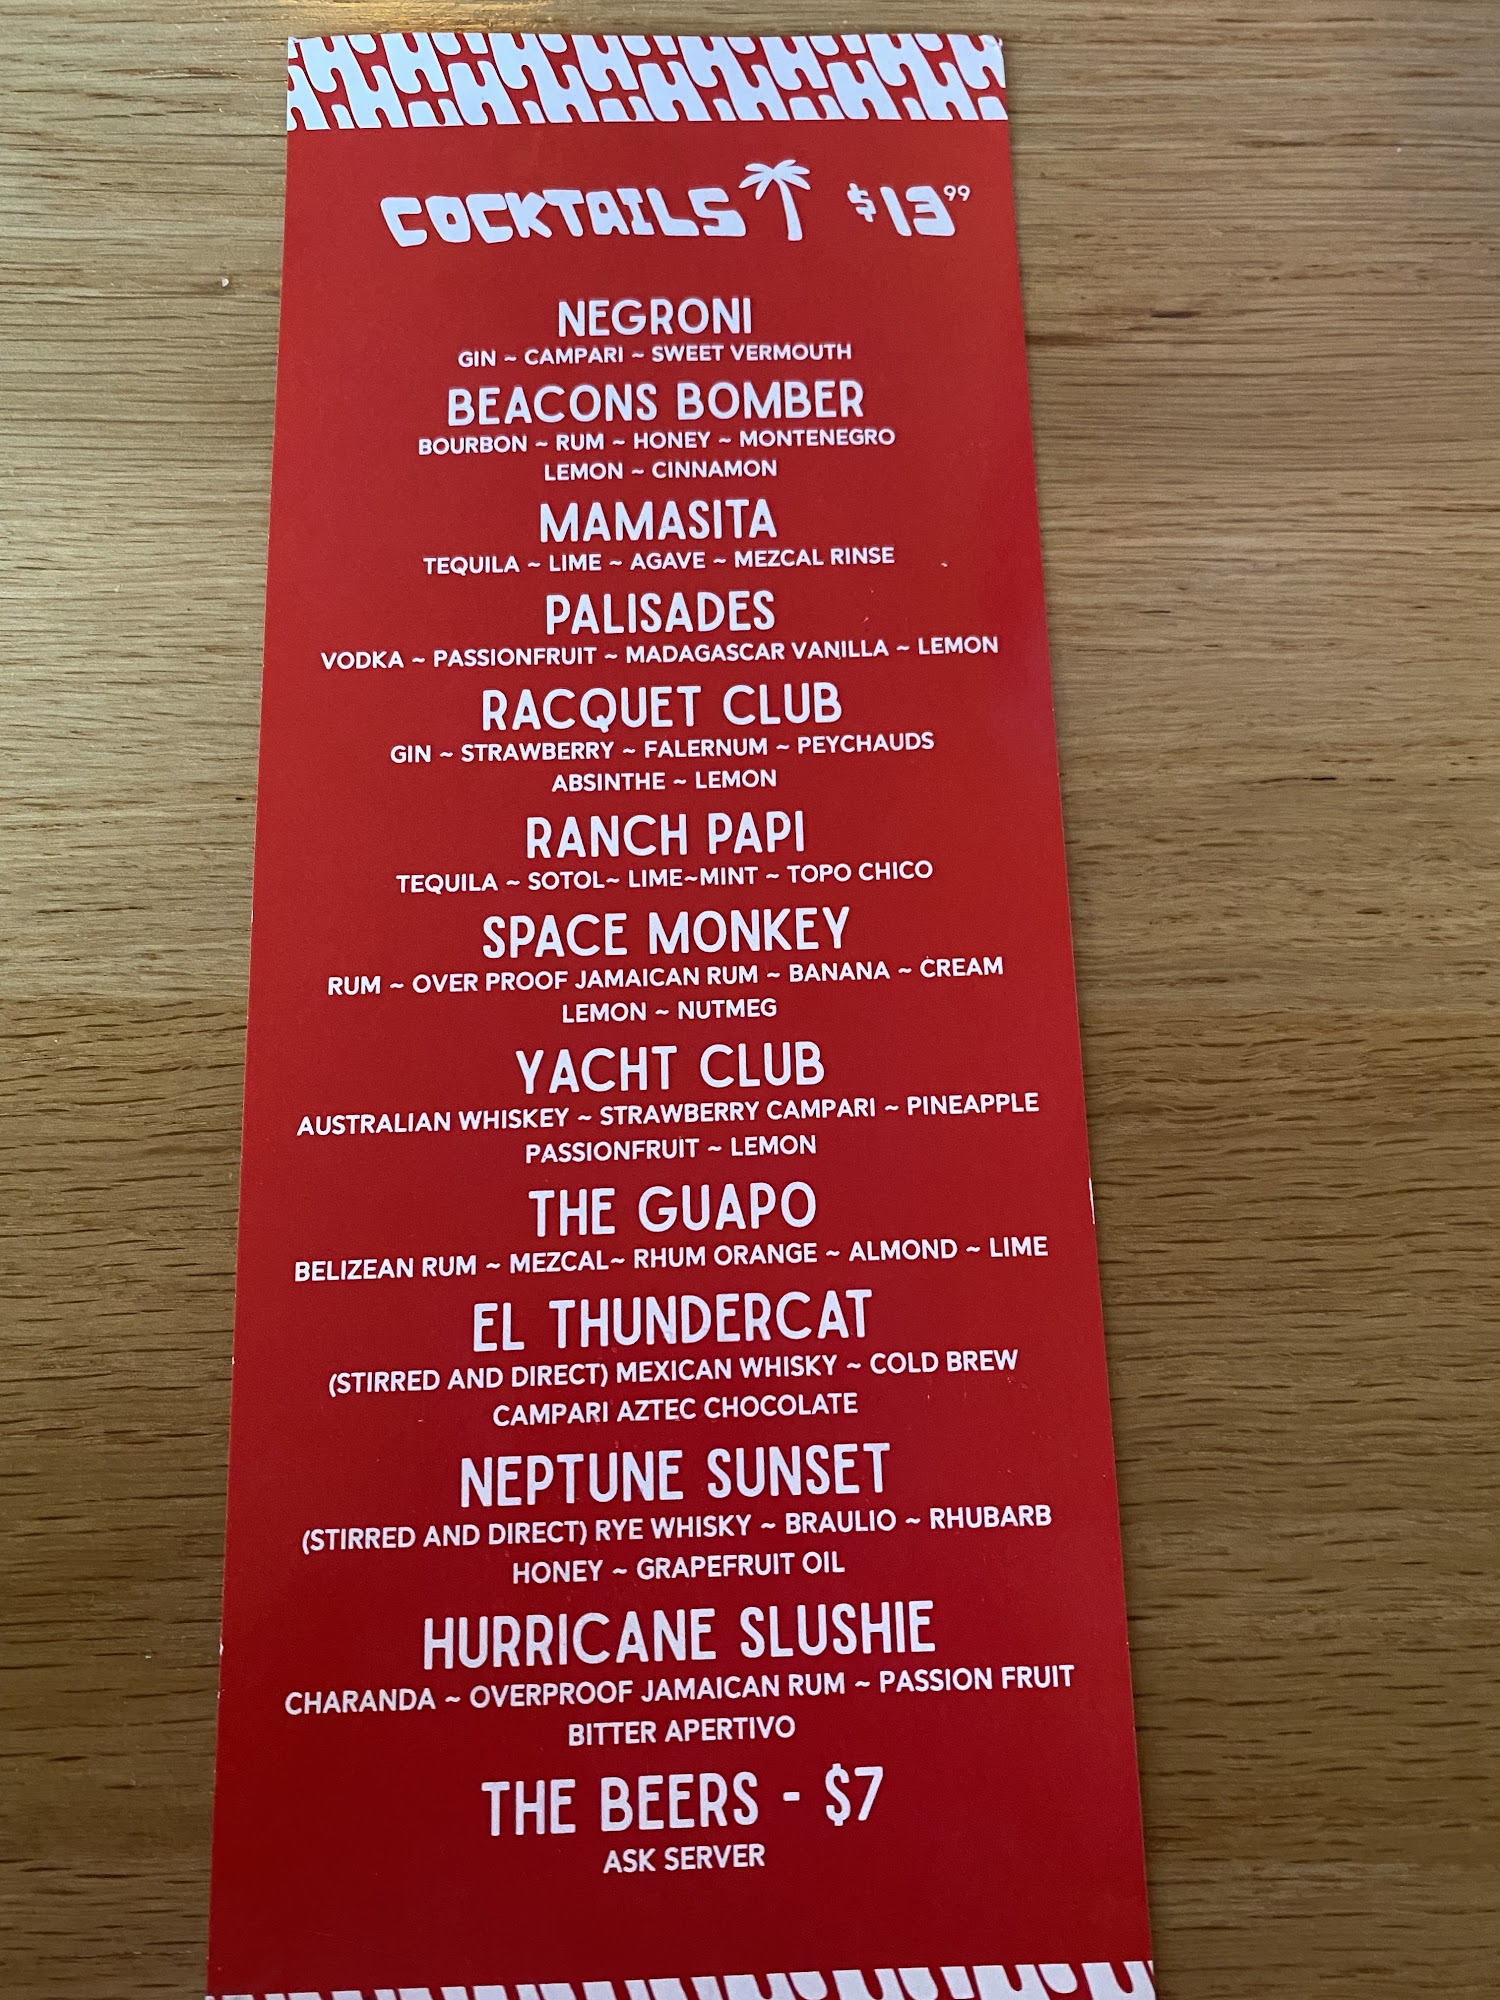 COCKTAILS $13.99
NEGRONI
GIN ~ CAMPARI ~ SWEET VERMOUTH
BEACONS BOMBER
BOURBON ~ RUM ~ HONEY ~ MONTENEGRO
LEMON ~ CINNAMON
MAMASITA
TEQUILA ~ LIME ~ AGAVE ~ MEZCAL RINSE
PALISADES
VODKA ~ PASSIONFRUIT ~ MADAGASCAR VANILLA ~ LEMON
RACQUET CLUB
GIN ~ STRAWBERRY ~ FALERNUM ~ PEYCHAUDS
ABSINTHE ~ LEMON
RANCH PAPI
TEQUILA ~ SOTOL~ LIME~MINT ~ TOPO CHICO
SPACE MONKEY
RUM ~ OVER PROOF JAMAICAN RUM ~ BANANA ~ CREAM
LEMON ~ NUTMEG
YACHT CLUB
AUSTRALIAN WHISKEY ~ STRAWBERRY CAMPARI ~ PINEAPPLE
PASSIONFRUIT ~ LEMON
THE GUAPO
BELIZEAN RUM ~ MEZCAL~ RHUM ORANGE ~ ALMOND ~ LIME
EL THUNDERCAT
(STIRRED AND DIRECT) MEXICAN WHISKY ~ COLD BREW
CAMPARI AZTEC CHOCOLATE
NEPTUNE SUNSET
(STIRRED AND DIRECT) RYE WHISKY ~ BRAULIO ~ RHUBARB
HONEY ~ GRAPEFRUIT OIL
HURRICANE SLUSHIE
CHARANDA ~ OVERPROOF JAMAICAN RUM ~ PASSION FRUIT
BITTER APERTIVO
THE BEERS - $7
ASK SERVER